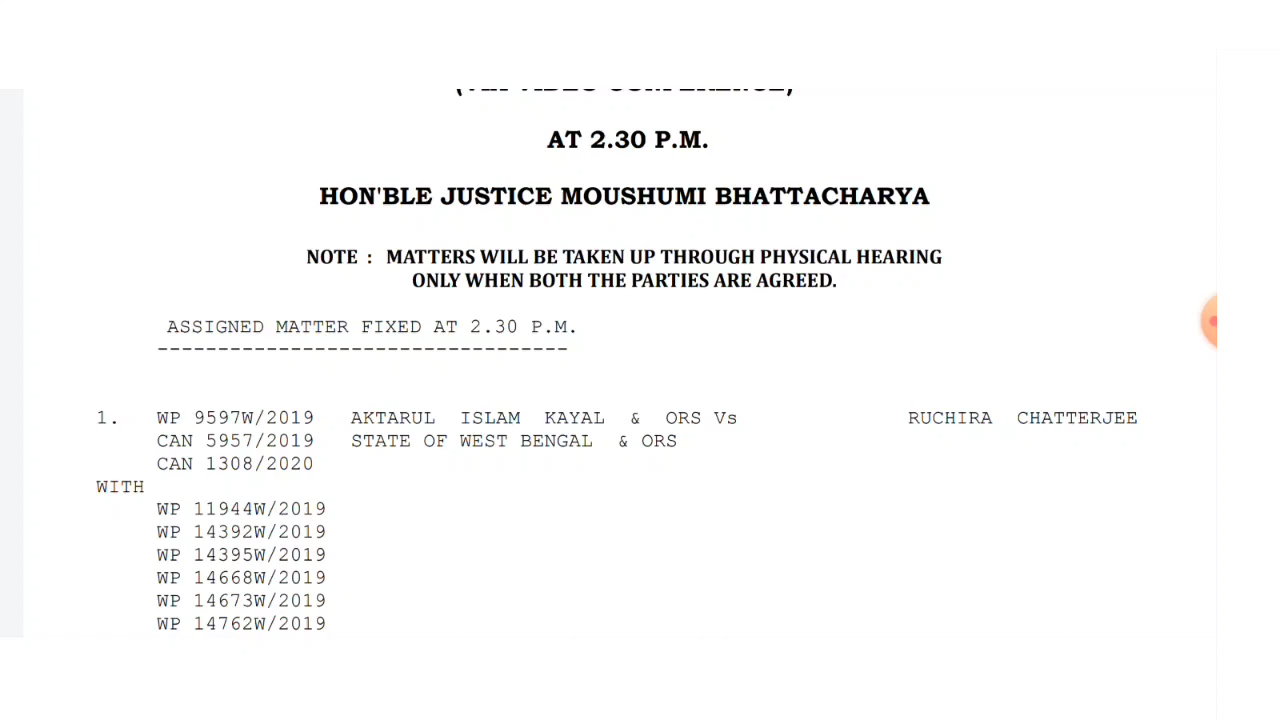 AT 2.30 P.M.
HON'BLE JUSTICE MOUSHUMI BHATTACHARYA
NOTE : MATTERS WILL BE TAKEN UP THROUGH PHYSICAL HEARING
ONLY WHEN BOTH THE PARTIES ARE AGREED.
ASSIGNED MATTER FIXED AT 2.30 P.M.
----------------------------------
1. WP 9597W/2019 AKTARUL ISLAM KAYAL & ORS Vs RUCHIRA CHATTERJEE
CAN 5957/2019 STATE OF WEST BENGAL & ORS
CAN 1308/2020
WITH
WP 11944W/2019
WP 14392W/2019
WP 14395W/2019
WP 14668W/2019
WP 14673W/2019
WP 14762W/2019